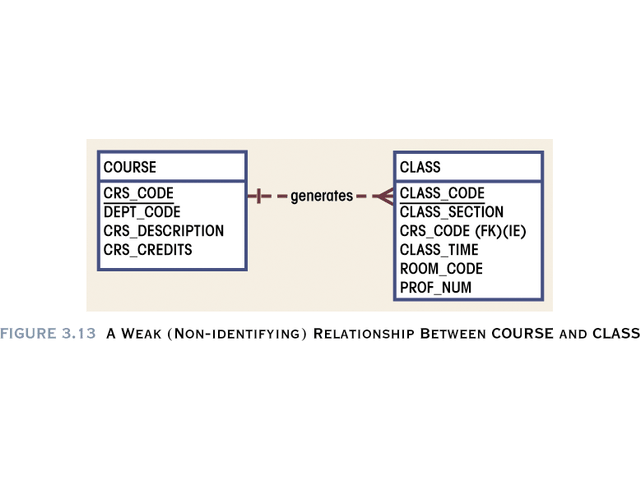 COURSE
CRS_CODE
DEPT_CODE
CRS_DESCRIPTION
CRS_CREDITS
generates
CLASS
CLASS_CODE
CLASS_SECTION
CRS_CODE (FK)(IE)
CLASS_TIME
ROOM_CODE
PROF_NUM
FIGURE 3.13 A WEAK (NON-IDENTIFYING) RELATIONSHIP BETWEEN COURSE AND CLASS